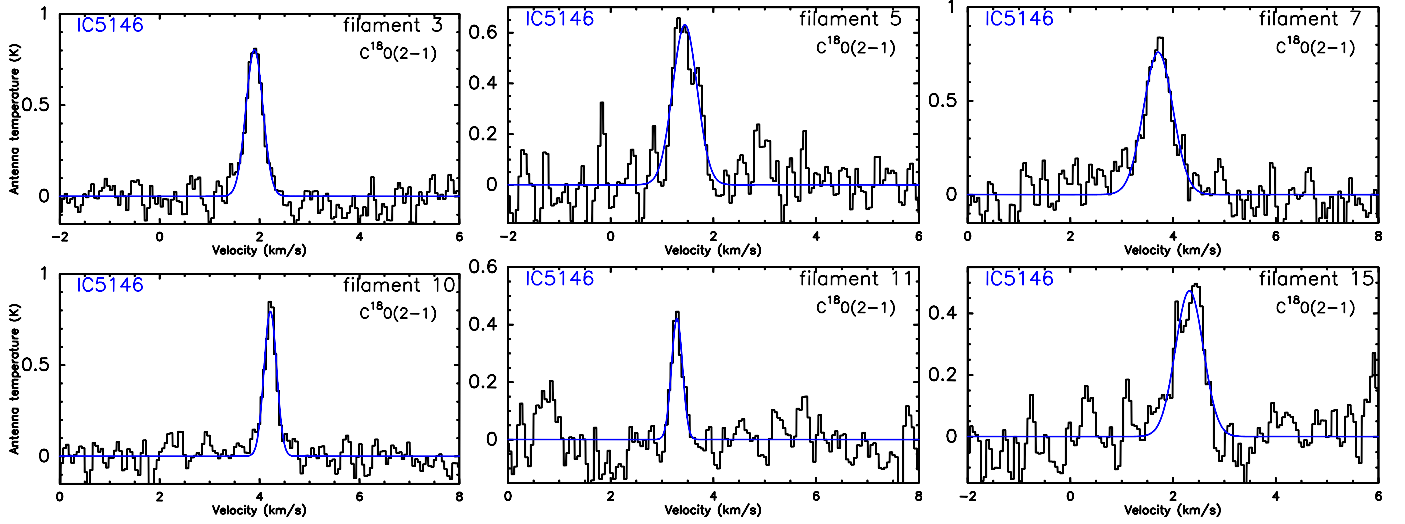 IC5146 filament 3
C¹⁸O(2−1)
1
0.5
0
Antenna temperature (K)
−2 0 2 4 6
Velocity (km/s)
IC5146 filament 5
C¹⁸O(2−1)
0.6
0.4
0.2
0
−2 0 2 4 6
Velocity (km/s)
IC5146 filament 7
C¹⁸O(2−1)
1
0.5
0
0 2 4 6 8
Velocity (km/s)
IC5146 filament 10
C¹⁸O(2−1)
1
0.5
0
Antenna temperature (K)
0 2 4 6 8
Velocity (km/s)
IC5146 filament 11
C¹⁸O(2−1)
0.6
0.4
0.2
0
0 2 4 6 8
Velocity (km/s)
IC5146 filament 15
C¹⁸O(2−1)
0.4
0.2
0
−2 0 2 4 6
Velocity (km/s)